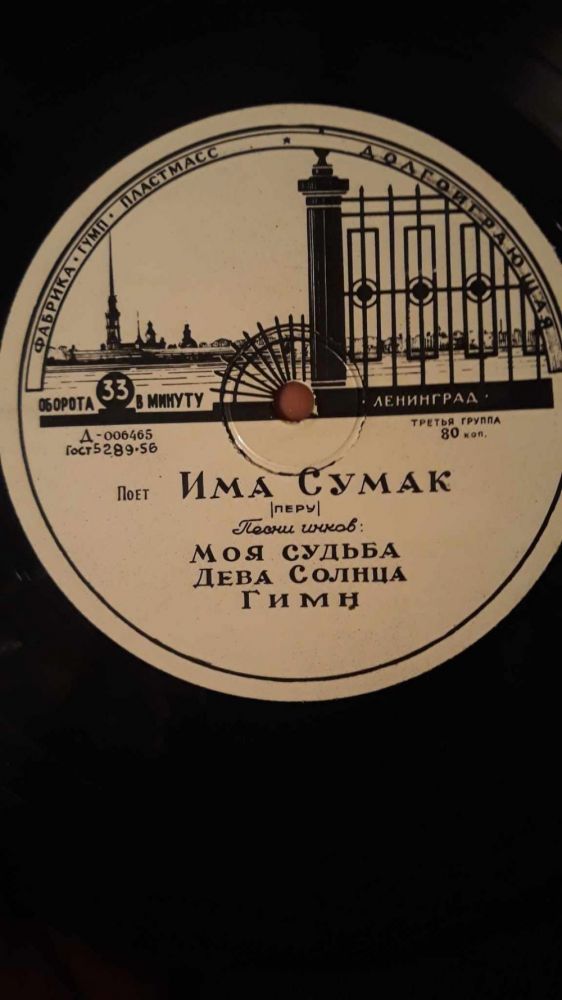 ФАБРИКА · ГУМП · ПЛАСТМАСС ★ ДОЛГОИГРАЮЩАЯ
ОБОРОТА 33 В МИНУТУ
ЛЕНИНГРАД
Д-006465
ГОСТ 5289-56
ТРЕТЬЯ ГРУППА
80 коп.
Поет ИМА СУМАК
|ПЕРУ|
Песни инков:
МОЯ СУДЬБА
ДЕВА СОЛНЦА
ГИМН